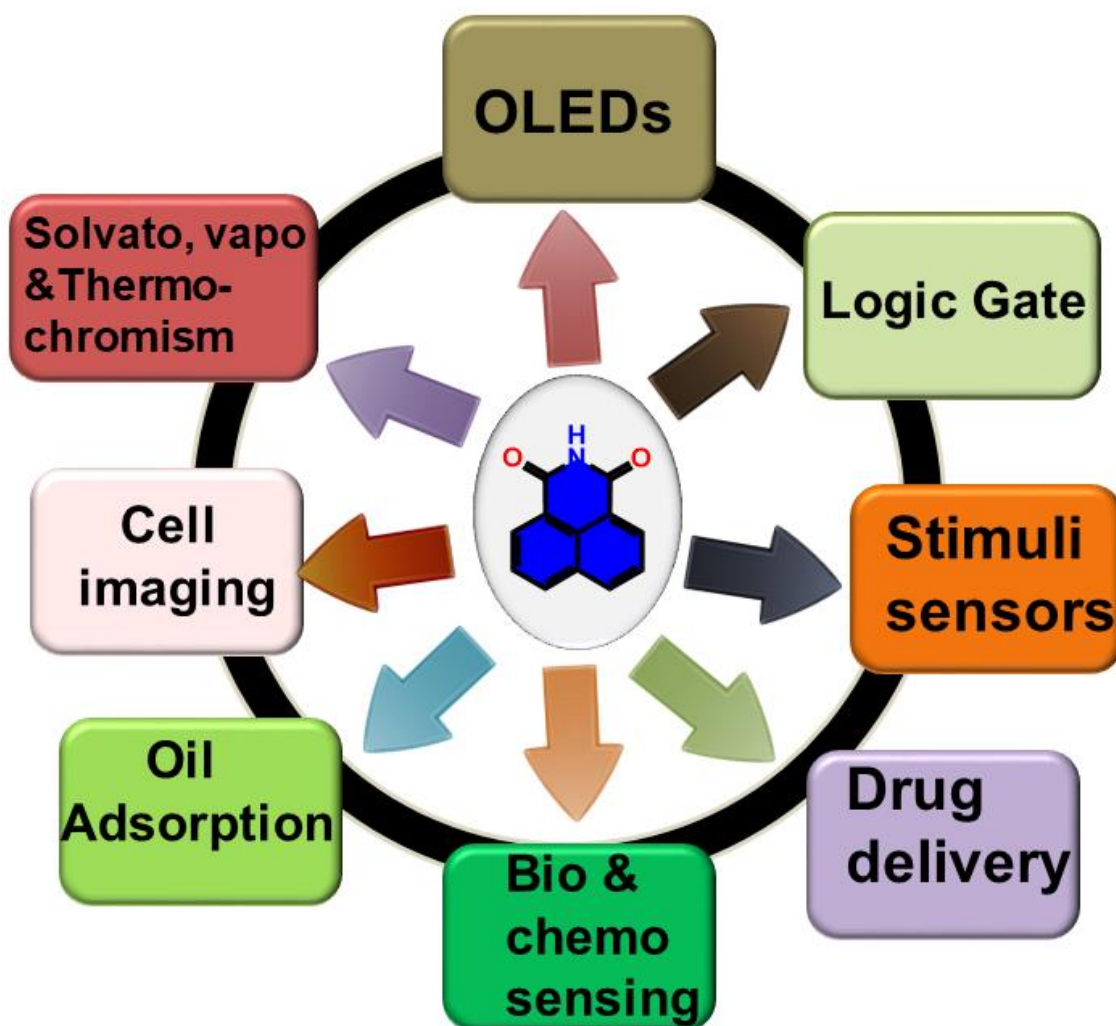 OLEDs
Solvato, vapo
& Thermo-
chromism
Logic Gate
H
N
O
O
Cell
imaging
Stimuli
sensors
Oil
Adsorption
Drug
delivery
Bio &
chemo
sensing